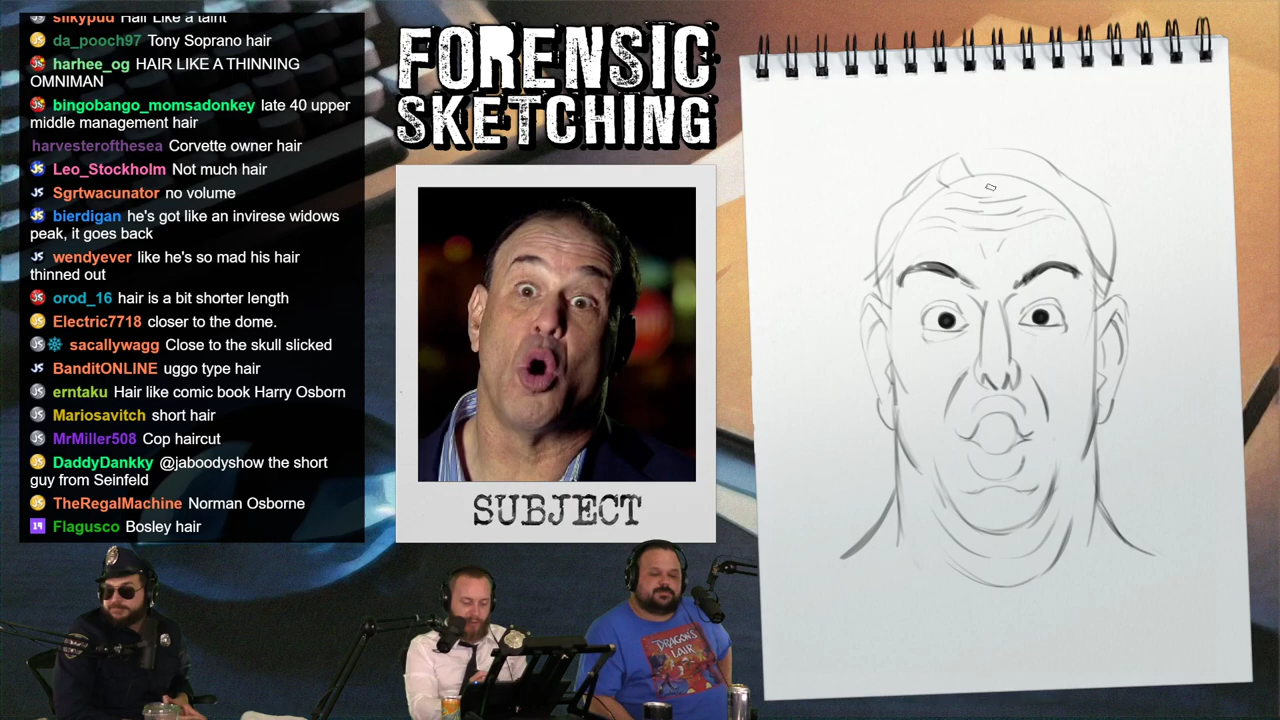 silkypud Hair Like a taint
da_pooch97 Tony Soprano hair
harhee_og HAIR LIKE A THINNING
OMNIMAN
bingobango_momsadonkey late 40 upper
middle management hair
harvesterofthesea Corvette owner hair
Leo_Stockholm Not much hair
Sgrtwacunator no volume
bierdigan he's got like an invirese widows
peak, it goes back
wendyever like he's so mad his hair
thinned out
orod_16 hair is a bit shorter length
Electric7718 closer to the dome.
sacallywagg Close to the skull slicked
BanditONLINE uggo type hair
erntaku Hair like comic book Harry Osborn
Mariosavitch short hair
MrMiller508 Cop haircut
DaddyDankky @jaboodyshow the short
guy from Seinfeld
TheRegalMachine Norman Osborne
Flagusco Bosley hair
FORENSIC
SKETCHING
SUBJECT
DRAGON'S
LAIR